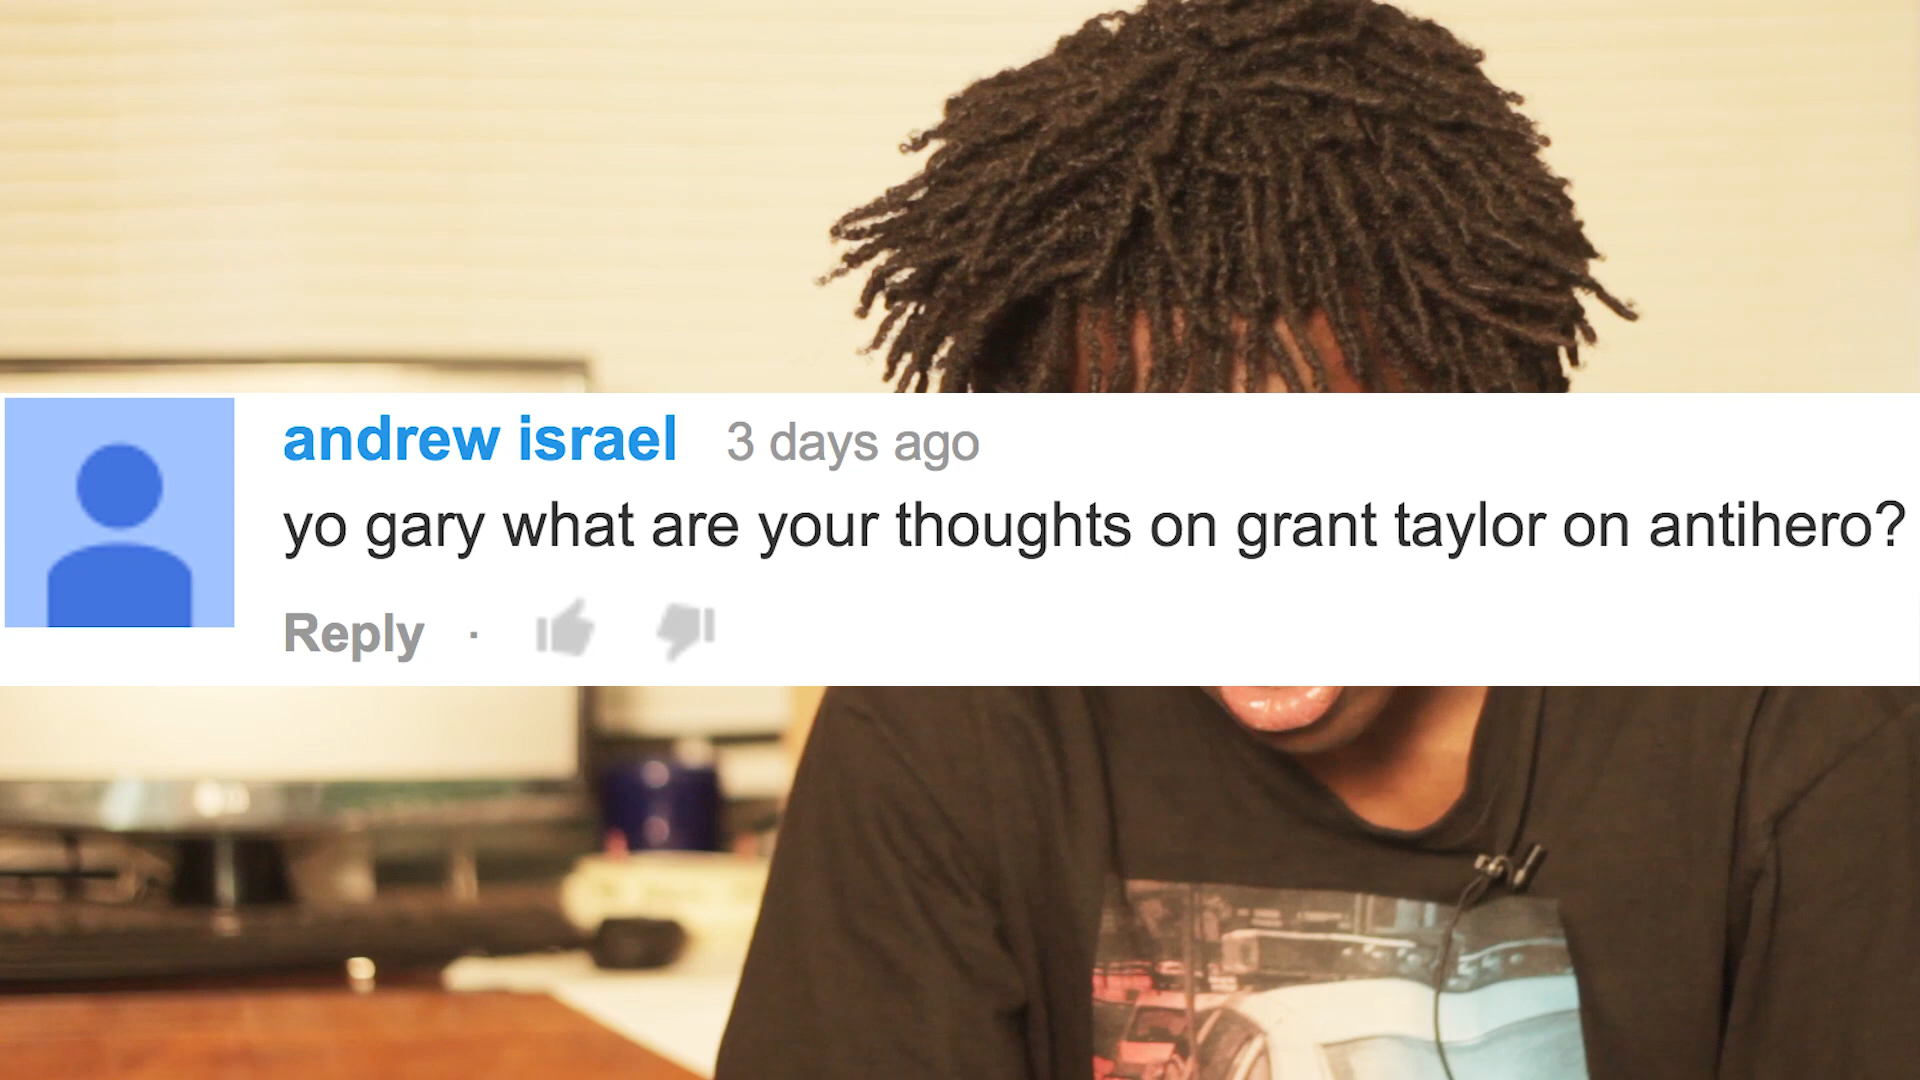 andrew israel 3 days ago
yo gary what are your thoughts on grant taylor on antihero?
Reply ·